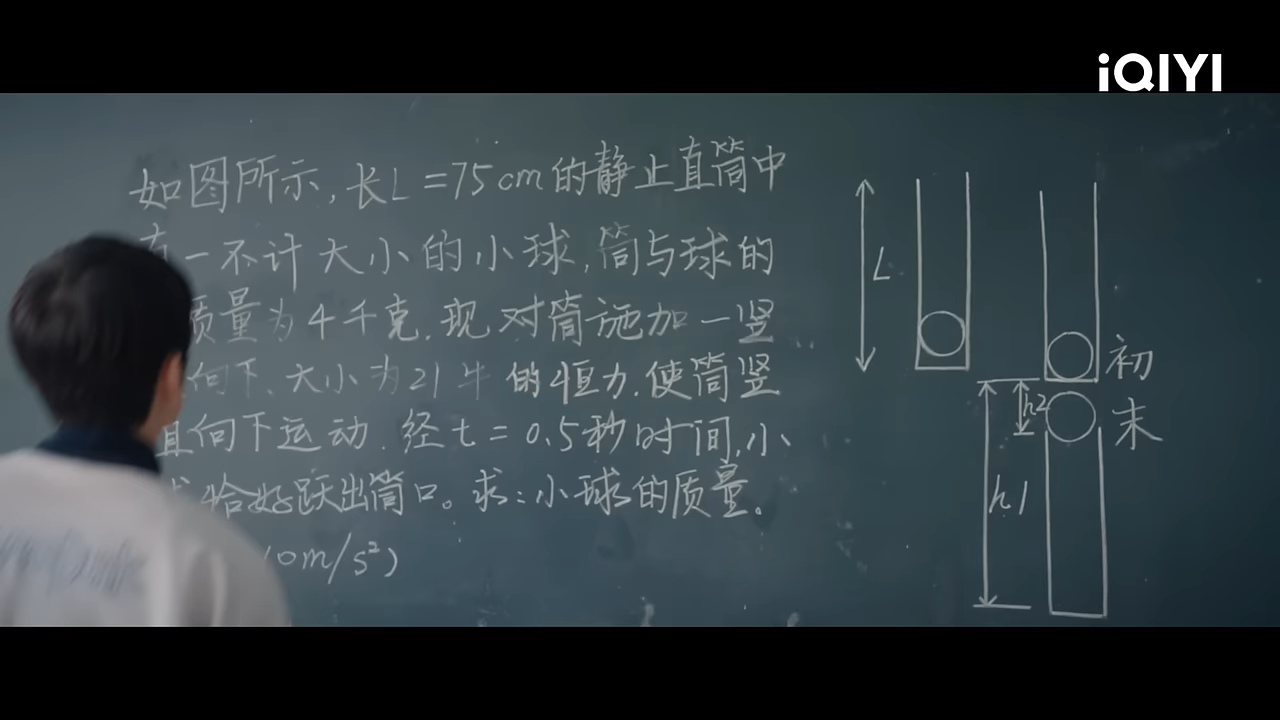 iQIYI
如图所示,长L=75cm的静止直筒中
有一不计大小的小球,筒与球的
质量为4千克.现对筒施加一竖
向下、大小为21牛的恒力.使筒竖
直向下运动.经t=0.5秒时间,小
球恰好跃出筒口。求:小球的质量。
10m/s²)
L
初
h2
末
h1